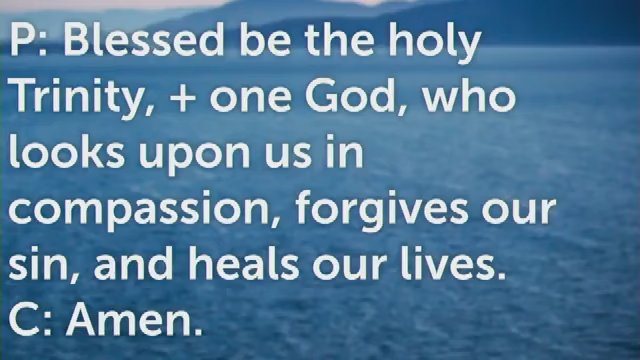 P: Blessed be the holy
Trinity, + one God, who
looks upon us in
compassion, forgives our
sin, and heals our lives.
C: Amen.